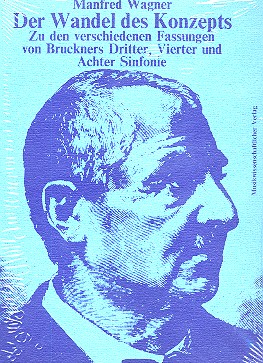 Manfred Wagner
Der Wandel des Konzepts
Zu den verschiedenen Fassungen
von Bruckners Dritter, Vierter und
Achter Sinfonie
Musikwissenschaftlicher Verlag